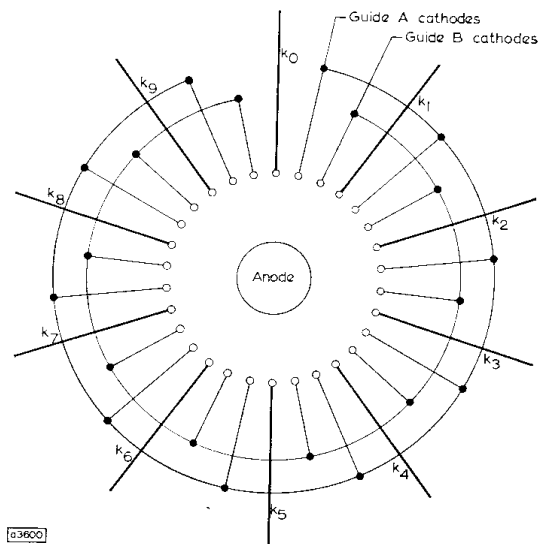 Guide A cathodes
Guide B cathodes
k0
k1
k2
k3
k4
k5
k6
k7
k8
k9
Anode
a3600